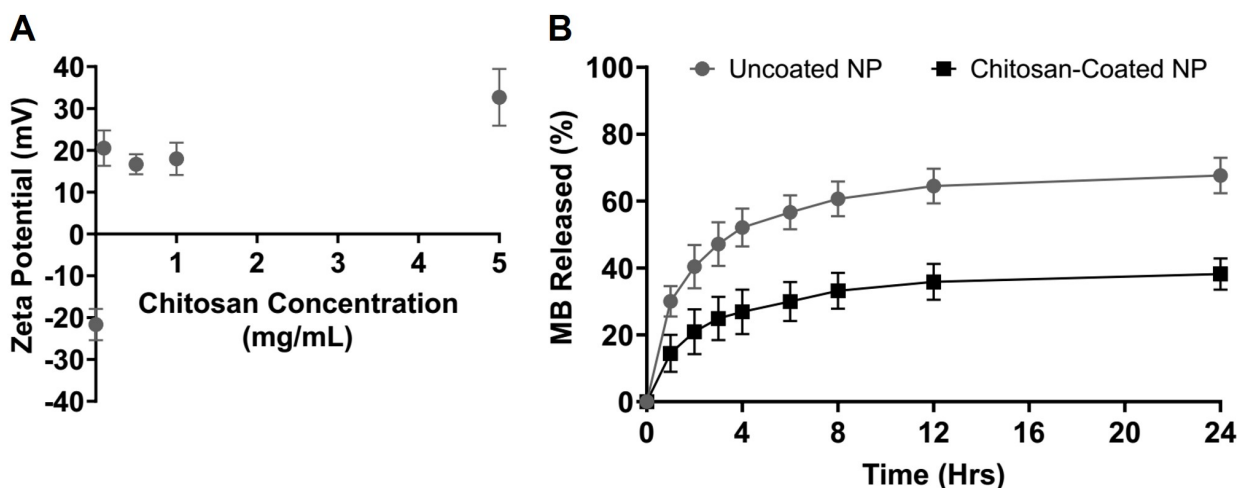 A
40
30
20
10
0
-10
-20
-30
-40
Zeta Potential (mV)
1 2 3 4 5
Chitosan Concentration
(mg/mL)
B
Uncoated NP Chitosan-Coated NP
100
80
60
40
20
0
MB Released (%)
0 4 8 12 16 20 24
Time (Hrs)